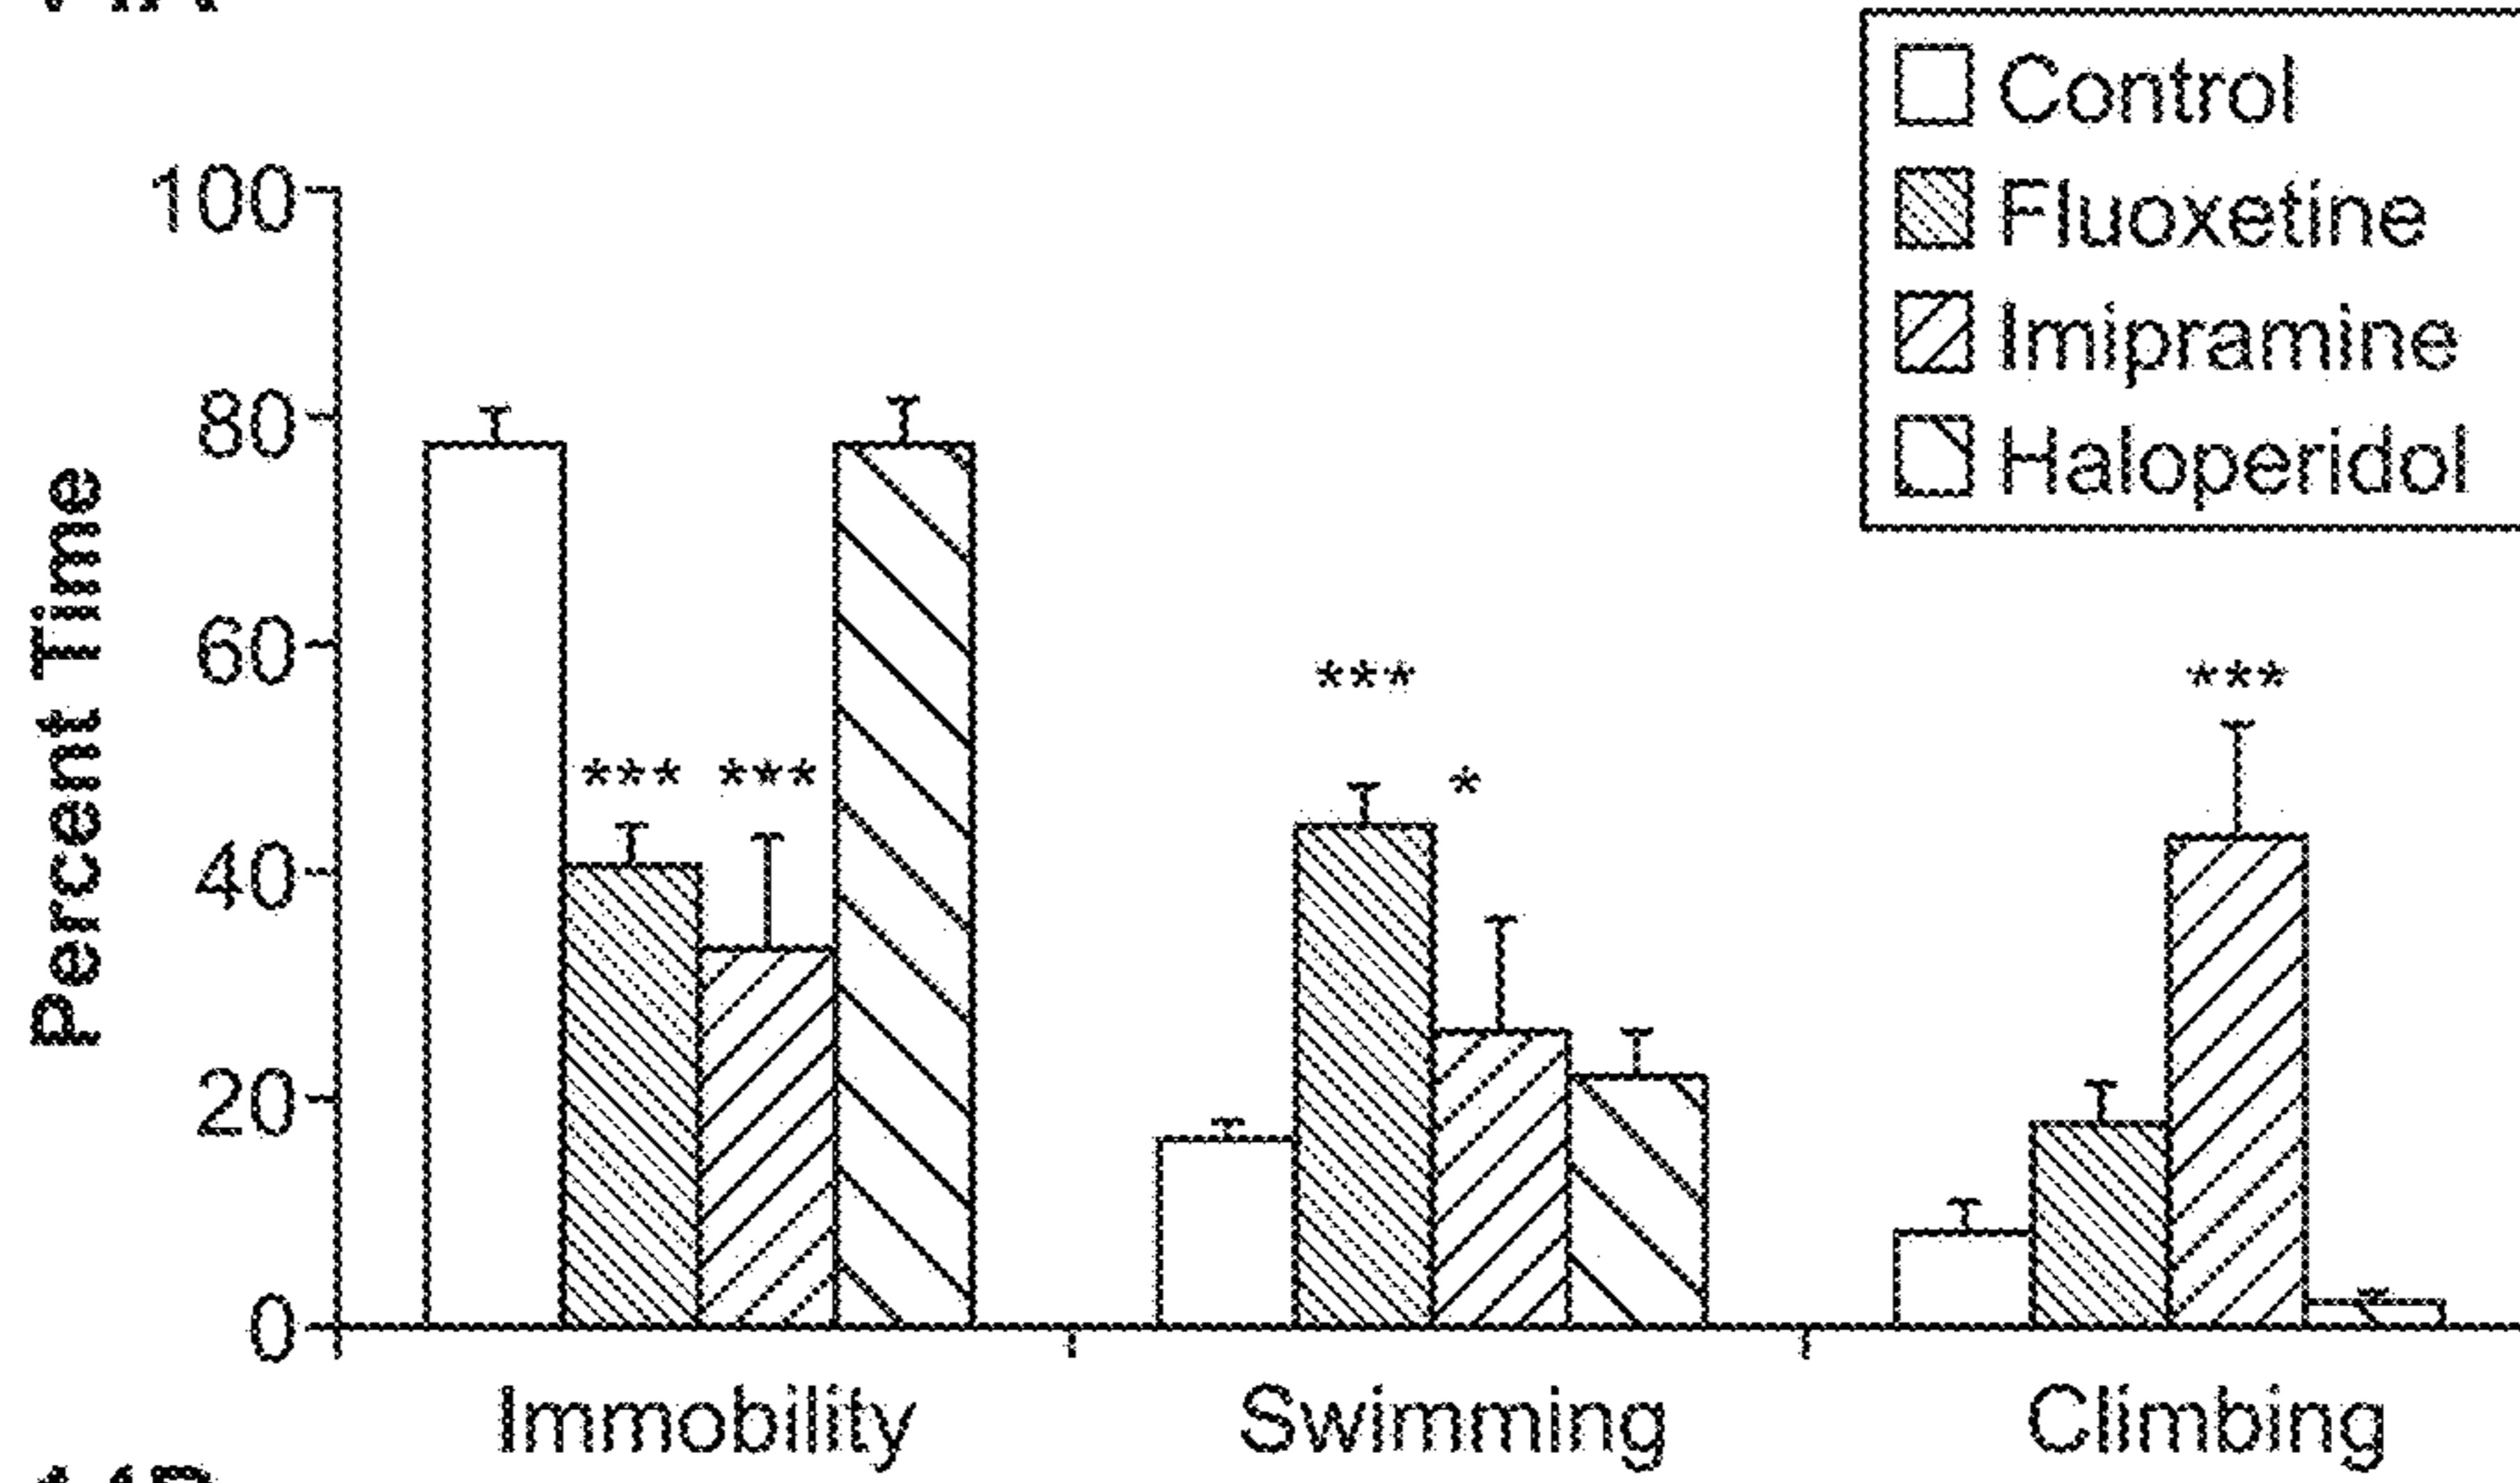 Control
Fluoxetine
Imipramine
Haloperidol
100
80
60
40
20
0
Percent Time
*** ***
***
*
***
Immobility
Swimming
Climbing